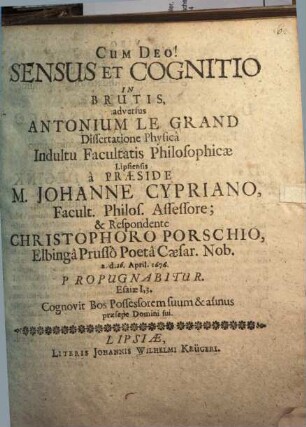 CUM DEO!
SENSUS ET COGNITIO
IN
BRUTIS,
adversus
ANTONIUM LE GRAND
Dissertatione Physicâ
Indultu Facultatis Philosophicæ
Lipsiensis
à PRÆSIDE
M. JOHANNE CYPRIANO,
Facult. Philos. Assessore;
& Respondente
CHRISTOPHORO PORSCHIO,
Elbingâ Prussô Poetâ Cæsar. Nob.
a. d. 26. April. 1676.
PROPUGNABITUR.
Esaiæ I, 3.
Cognovit Bos Possessorem suum & asinus
præsepe Domini sui.
LIPSIÆ,
LITERIS JOHANNIS WILHELMI KRÜGERI.